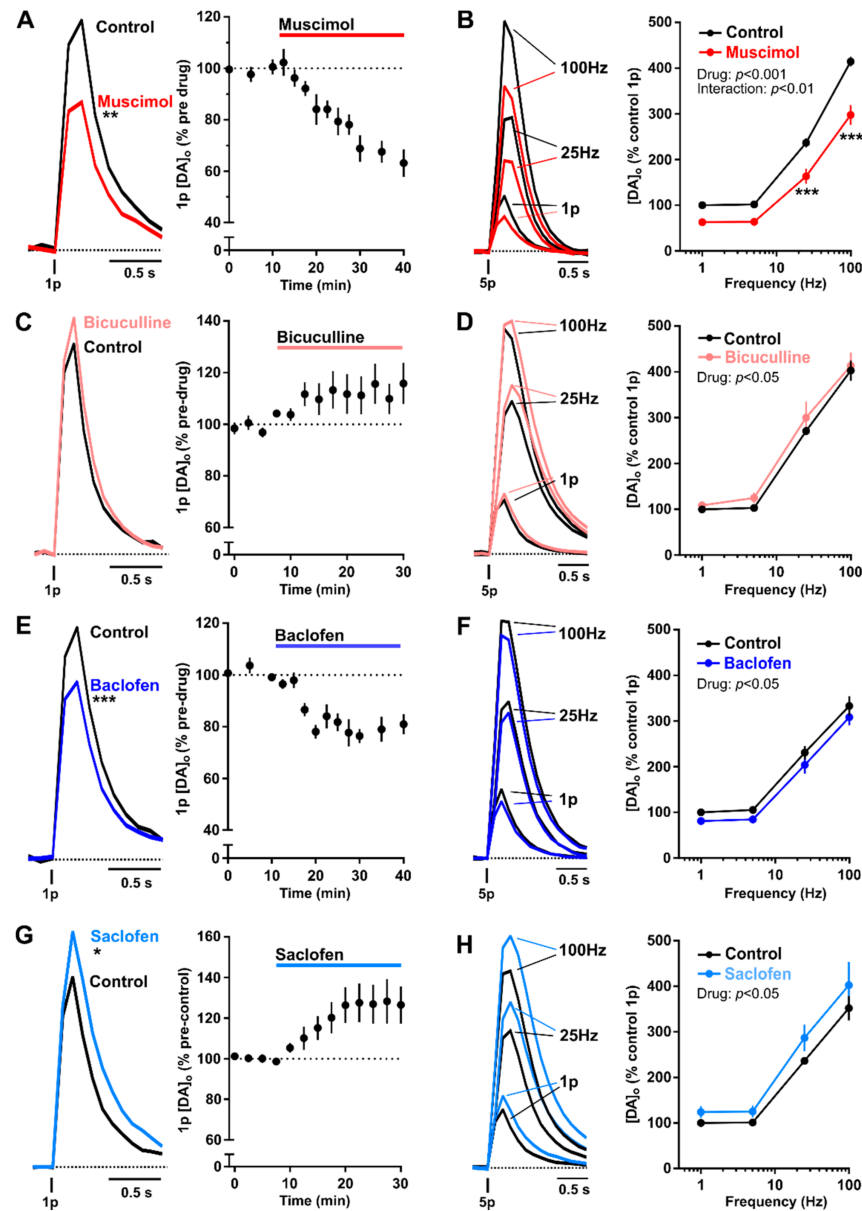 A
Control
Muscimol
**
1p
0.5 s
1p [DA]o (% pre drug)
120
100
80
60
0
Muscimol
0 10 20 30 40
Time (min)
B
100Hz
25Hz
1p
5p
0.5 s
[DA]o (% control 1p)
500
400
300
200
100
0
Control
Muscimol
Drug: p<0.001
Interaction: p<0.01
***
***
1 10 100
Frequency (Hz)
C
Bicuculline
Control
1p
0.5 s
1p [DA]o (% pre-drug)
140
120
100
80
60
0
Bicuculline
0 10 20 30
Time (min)
D
100Hz
25Hz
1p
5p
0.5 s
[DA]o (% control 1p)
500
400
300
200
100
0
Control
Bicuculline
Drug: p<0.05
1 10 100
Frequency (Hz)
E
Control
Baclofen
***
1p
0.5 s
1p [DA]o (% pre-drug)
120
100
80
60
40
0
Baclofen
0 10 20 30 40
Time (min)
F
100Hz
25Hz
1p
5p
0.5 s
[DA]o (% control 1p)
500
400
300
200
100
0
Control
Baclofen
Drug: p<0.05
1 10 100
Frequency (Hz)
G
Saclofen
*
Control
1p
0.5 s
1p [DA]o (% pre-control)
160
140
120
100
80
60
0
Saclofen
0 10 20 30
Time (min)
H
100Hz
25Hz
1p
5p
0.5 s
[DA]o (% control 1p)
500
400
300
200
100
0
Control
Saclofen
Drug: p<0.05
1 10 100
Frequency (Hz)